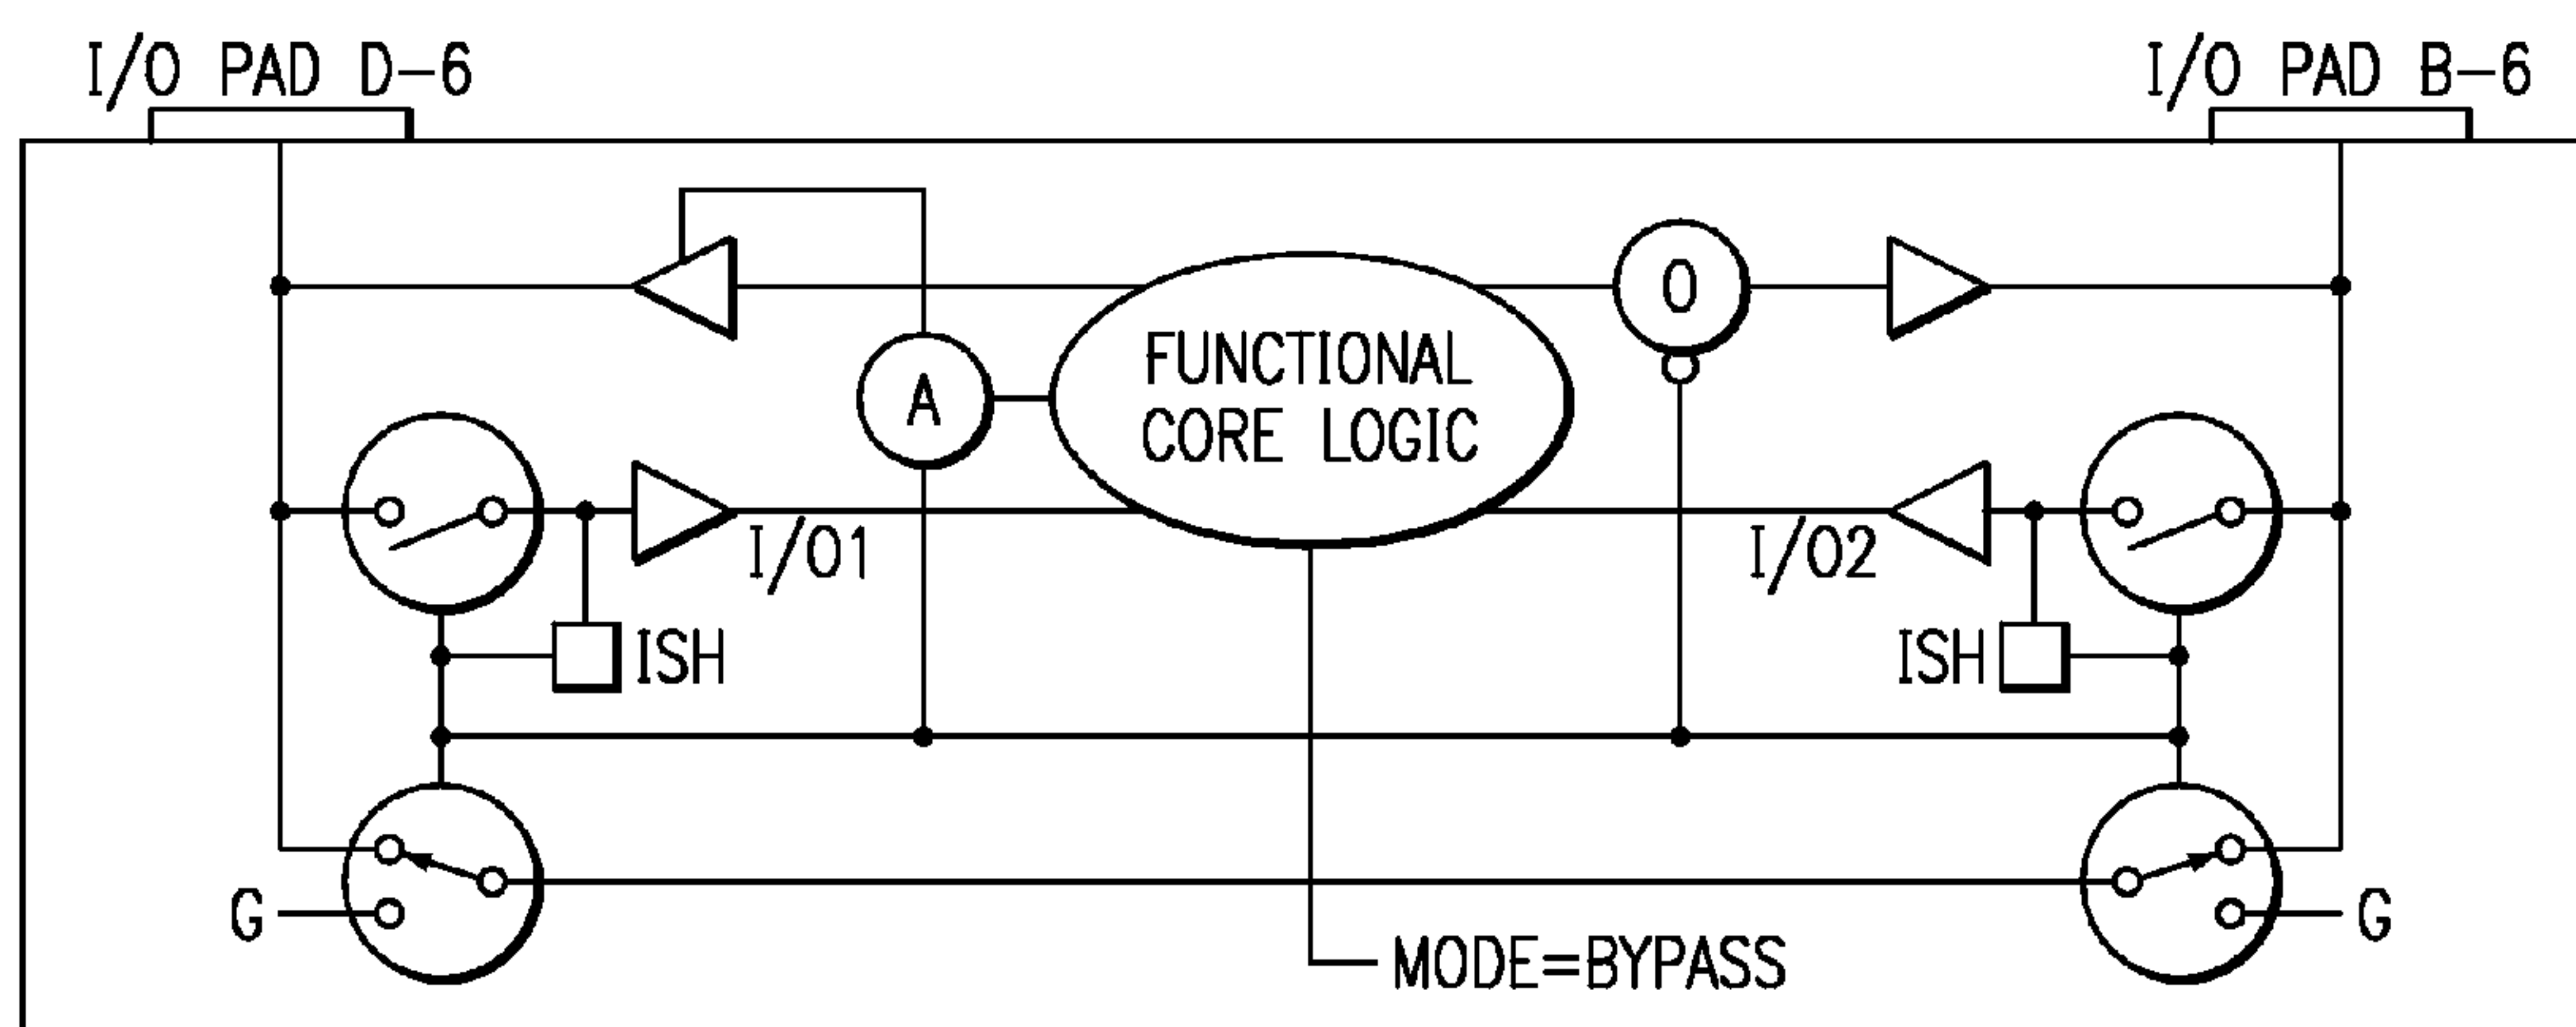 I/O PAD D-6
I/O PAD B-6
O
FUNCTIONAL
CORE LOGIC
A
I/O1
I/O2
ISH
ISH
G
G
MODE=BYPASS